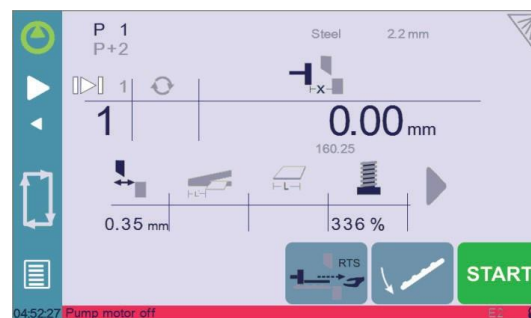 P 1
P+2
Steel 2.2 mm
1
X
1
0.00 mm
160.25
L
L
0.35 mm
336 %
RTS
START
04:52:27 Pump motor off